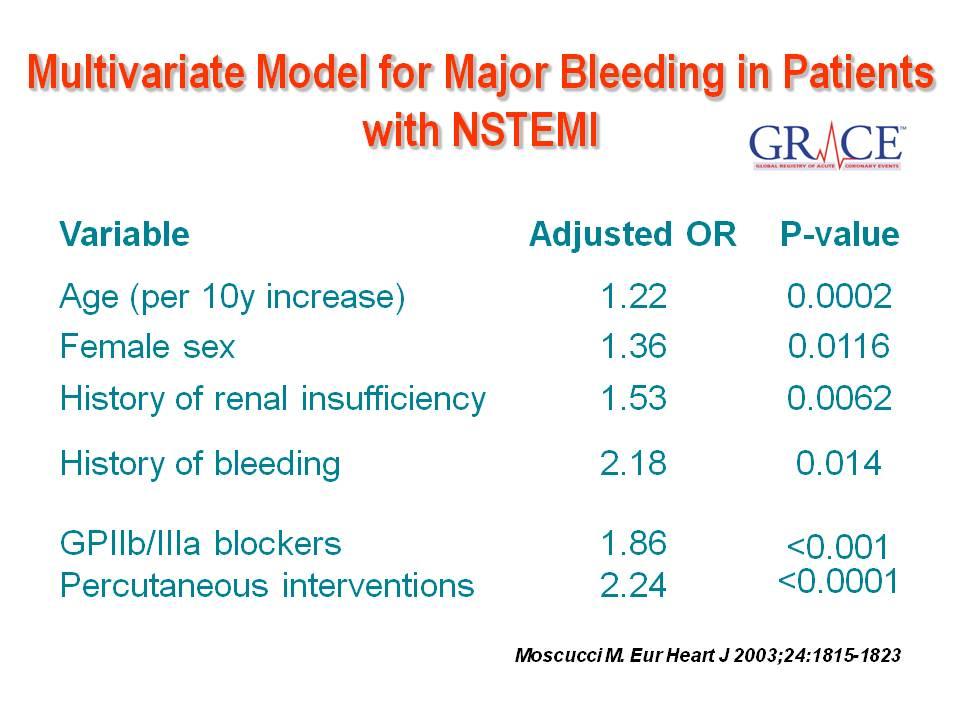 Multivariate Model for Major Bleeding in Patients
with NSTEMI
GRACE™
GLOBAL REGISTRY OF ACUTE CORONARY EVENTS
Variable Adjusted OR P-value
Age (per 10y increase) 1.22 0.0002
Female sex 1.36 0.0116
History of renal insufficiency 1.53 0.0062
History of bleeding 2.18 0.014
GPIIb/IIIa blockers 1.86 <0.001
Percutaneous interventions 2.24 <0.0001
Moscucci M. Eur Heart J 2003;24:1815-1823